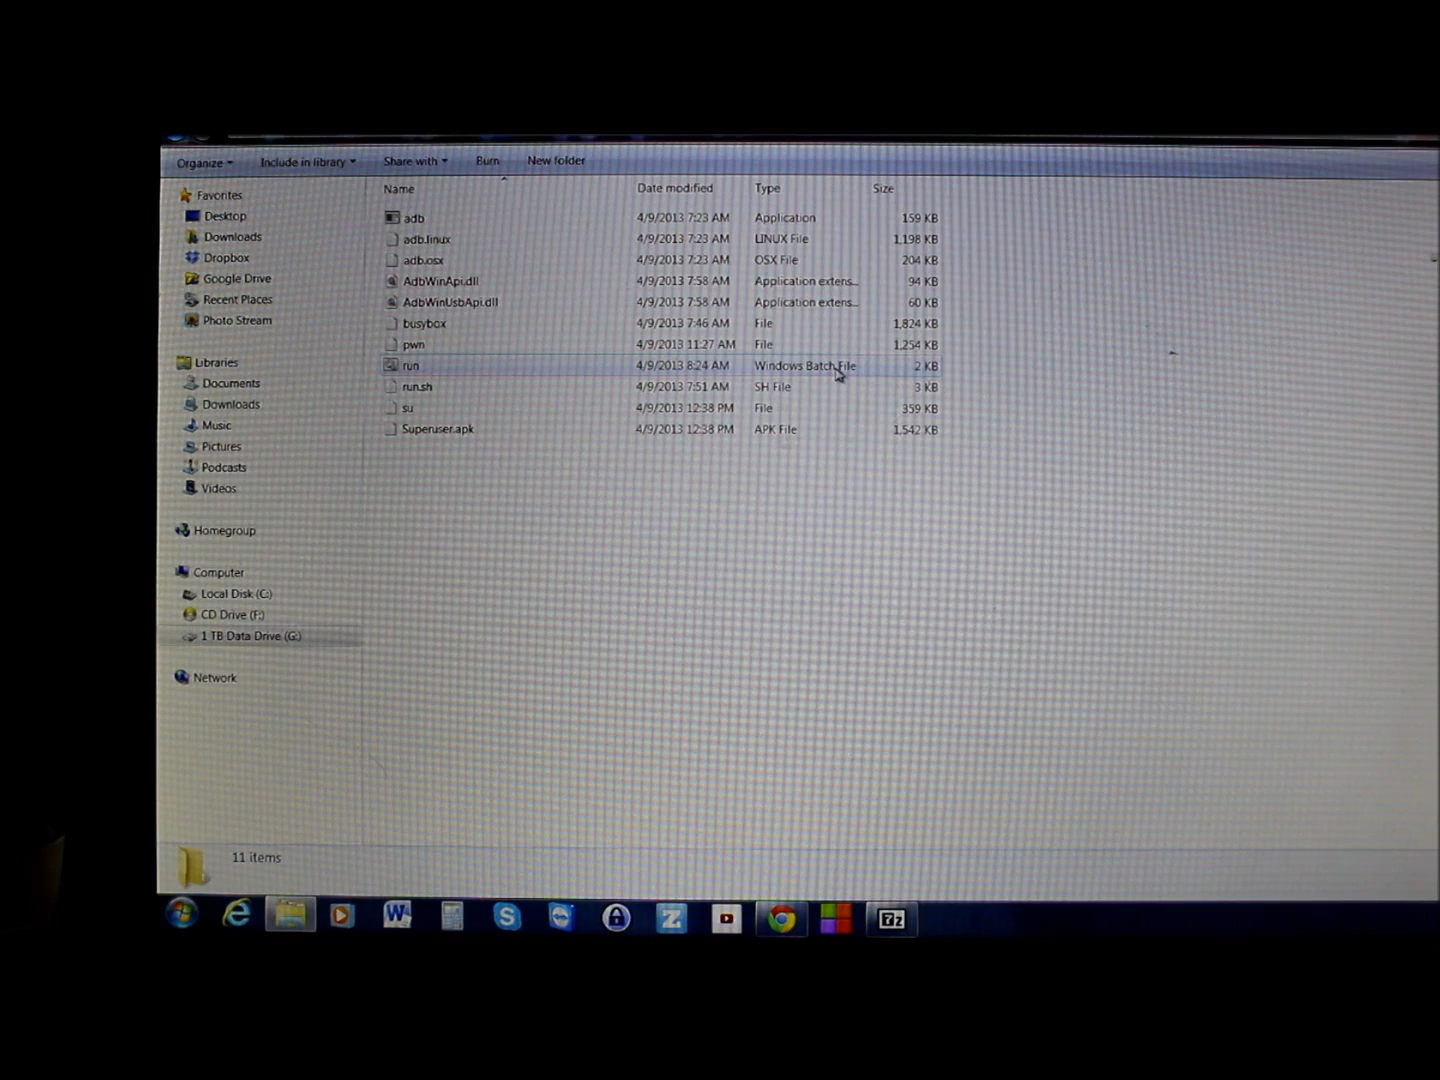 Organize Include in library Share with Burn New folder
Name Date modified Type Size
adb 4/9/2013 7:23 AM Application 159 KB
adb.linux 4/9/2013 7:23 AM LINUX File 1,198 KB
adb.osx 4/9/2013 7:23 AM OSX File 204 KB
AdbWinApi.dll 4/9/2013 7:58 AM Application extens... 94 KB
AdbWinUsbApi.dll 4/9/2013 7:58 AM Application extens... 60 KB
busybox 4/9/2013 7:46 AM File 1,824 KB
pwn 4/9/2013 11:27 AM File 1,254 KB
run 4/9/2013 8:24 AM Windows Batch File 2 KB
run.sh 4/9/2013 7:51 AM SH File 3 KB
su 4/9/2013 12:38 PM File 359 KB
Superuser.apk 4/9/2013 12:38 PM APK File 1,542 KB
Favorites
Desktop
Downloads
Dropbox
Google Drive
Recent Places
Photo Stream
Libraries
Documents
Downloads
Music
Pictures
Podcasts
Videos
Homegroup
Computer
Local Disk (C:)
CD Drive (F:)
1 TB Data Drive (G:)
Network
11 items
W S Z 7z